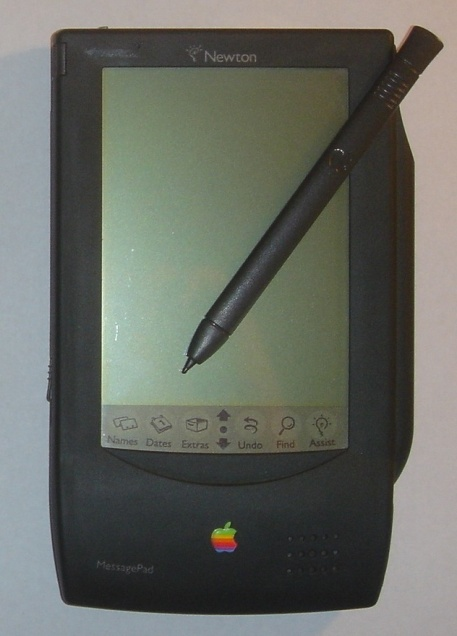 Newton
Names Dates Extras Undo Find Assist
MessagePad